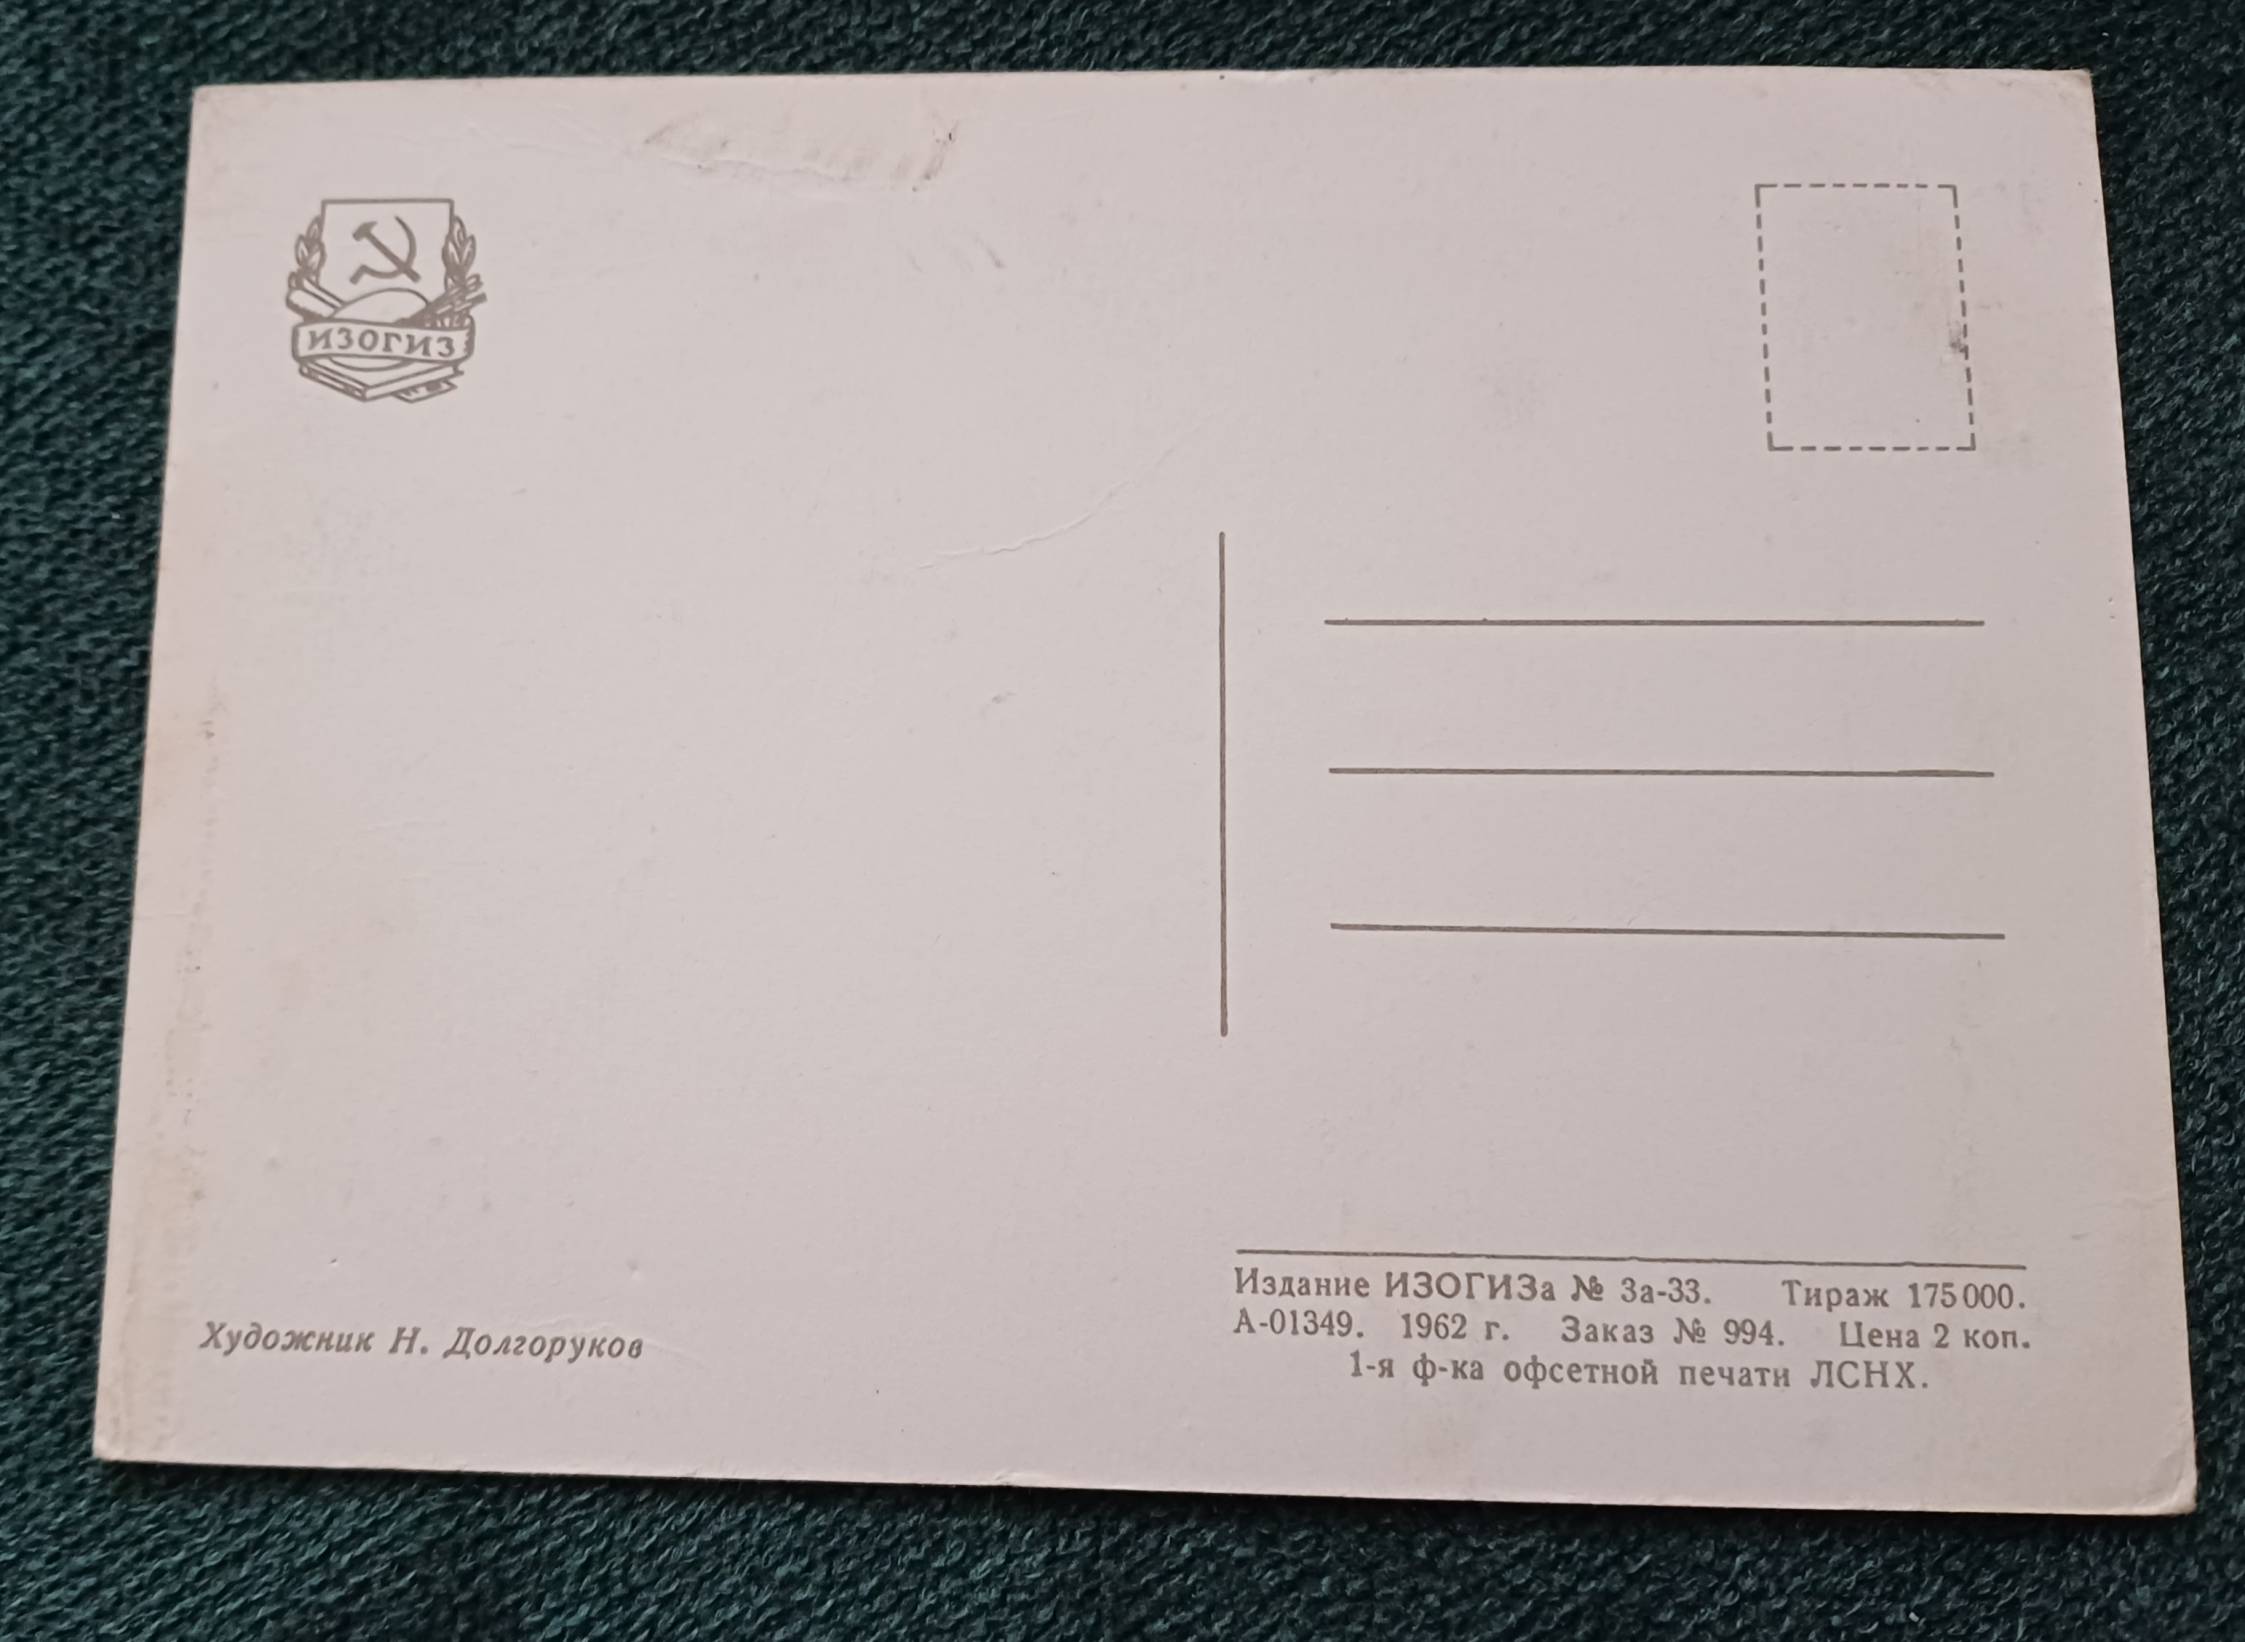 ИЗОГИЗ
Художник Н. Долгоруков
Издание ИЗОГИЗа № 3а-33. Тираж 175 000.
А-01349. 1962 г. Заказ № 994. Цена 2 коп.
1-я ф-ка офсетной печати ЛСНХ.